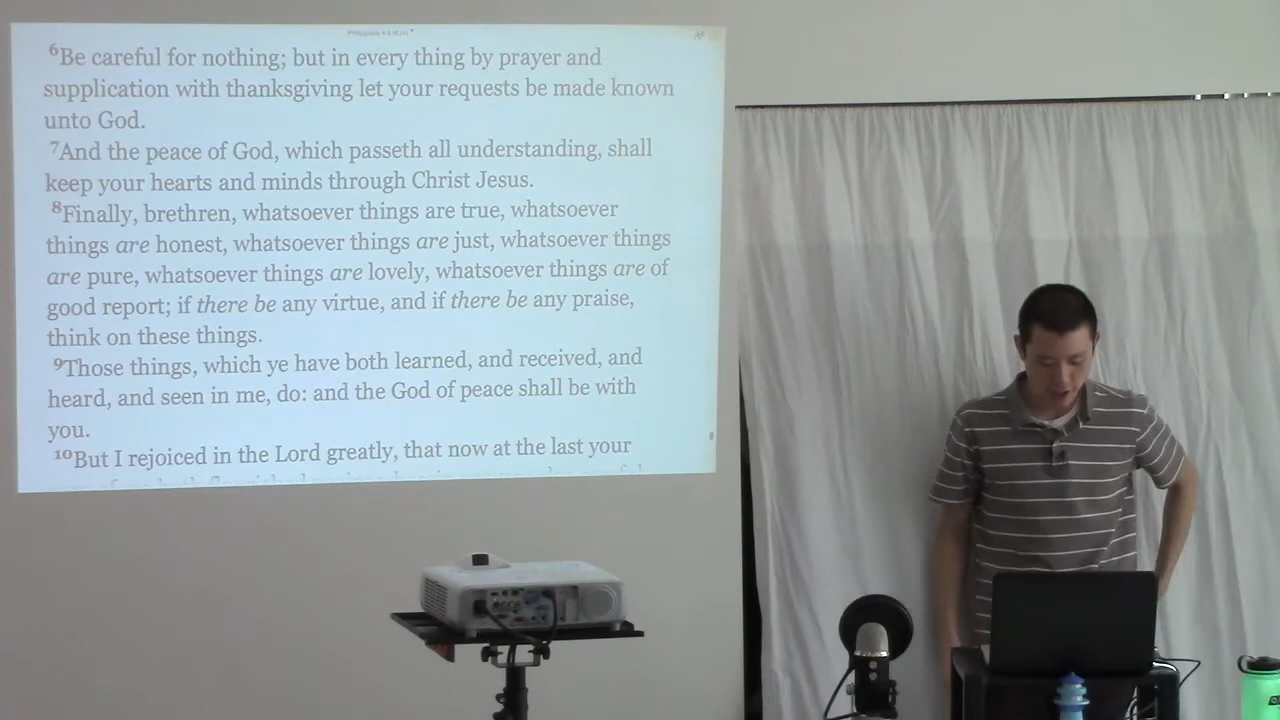 ⁶Be careful for nothing; but in every thing by prayer and
supplication with thanksgiving let your requests be made known
unto God.
⁷And the peace of God, which passeth all understanding, shall
keep your hearts and minds through Christ Jesus.
⁸Finally, brethren, whatsoever things are true, whatsoever
things are honest, whatsoever things are just, whatsoever things
are pure, whatsoever things are lovely, whatsoever things are of
good report; if there be any virtue, and if there be any praise,
think on these things.
⁹Those things, which ye have both learned, and received, and
heard, and seen in me, do: and the God of peace shall be with
you.
¹⁰But I rejoiced in the Lord greatly, that now at the last your